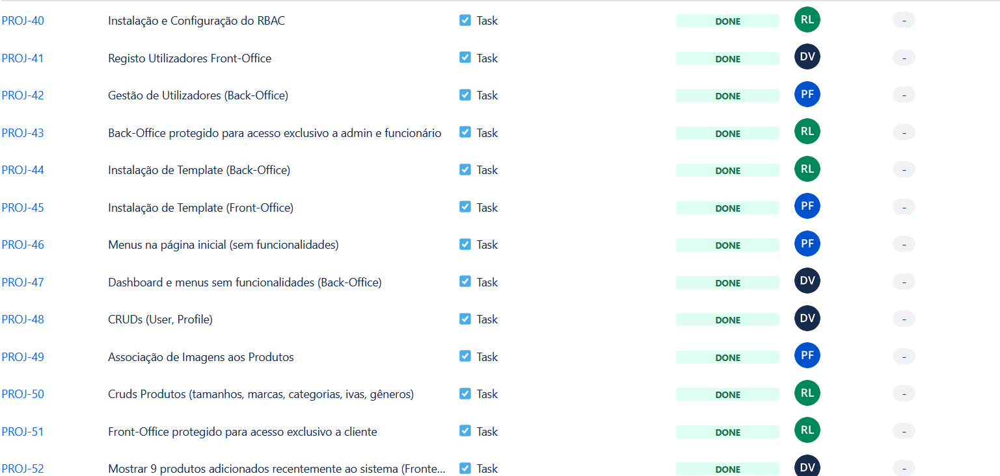 PROJ-40 Instalação e Configuração do RBAC Task DONE RL -
PROJ-41 Registo Utilizadores Front-Office Task DONE DV -
PROJ-42 Gestão de Utilizadores (Back-Office) Task DONE PF -
PROJ-43 Back-Office protegido para acesso exclusivo a admin e funcionário Task DONE RL -
PROJ-44 Instalação de Template (Back-Office) Task DONE RL -
PROJ-45 Instalação de Template (Front-Office) Task DONE PF -
PROJ-46 Menus na página inicial (sem funcionalidades) Task DONE PF -
PROJ-47 Dashboard e menus sem funcionalidades (Back-Office) Task DONE DV -
PROJ-48 CRUDs (User, Profile) Task DONE DV -
PROJ-49 Associação de Imagens aos Produtos Task DONE PF -
PROJ-50 Cruds Produtos (tamanhos, marcas, categorias, ivas, gêneros) Task DONE RL -
PROJ-51 Front-Office protegido para acesso exclusivo a cliente Task DONE RL -
PROJ-52 Mostrar 9 produtos adicionados recentemente ao sistema (Fronte... Task DONE DV -